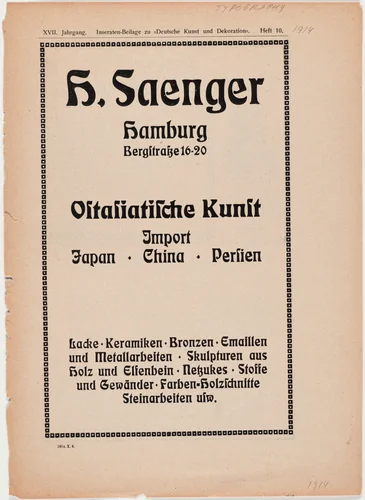 TYPOGRAPHY
XVII. Jahrgang. Inseraten-Beilage zu »Deutsche Kunst und Dekoration«. Heft 10, 1914
H. Saenger
Hamburg
Bergſtraße 16-20
Oſtaſiatiſche Kunſt
Import
Japan · China · Perſien
Lacke · Keramiken · Bronzen · Emaillen
und Metallarbeiten · Skulpturen aus
Holz und Elfenbein · Netzukes · Stoffe
und Gewänder · Farben-Holzſchnitte
Steinarbeiten uſw.
1914